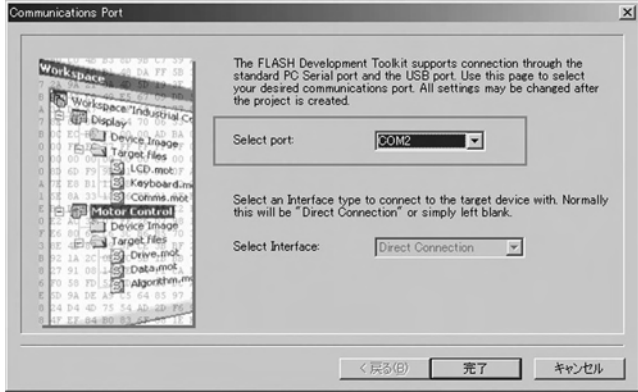 Communications Port
The FLASH Development Toolkit supports connection through the
standard PC Serial port and the USB port. Use this page to select
your desired communications port. All settings may be changed after
the project is created.
Select port:
COM2
Select an Interface type to connect to the target device with. Normally
this will be "Direct Connection" or simply left blank.
Select Interface:
Direct Connection
Workspace
Workspace "Industrial Co
Display
Device Image
Target files
LCD.mot
Keyboard.m
Comms.mot
Motor Control
Device Image
Target files
Drive.mot
Data.mot
Algorithm.m
< 戻る(B)
完了
キャンセル